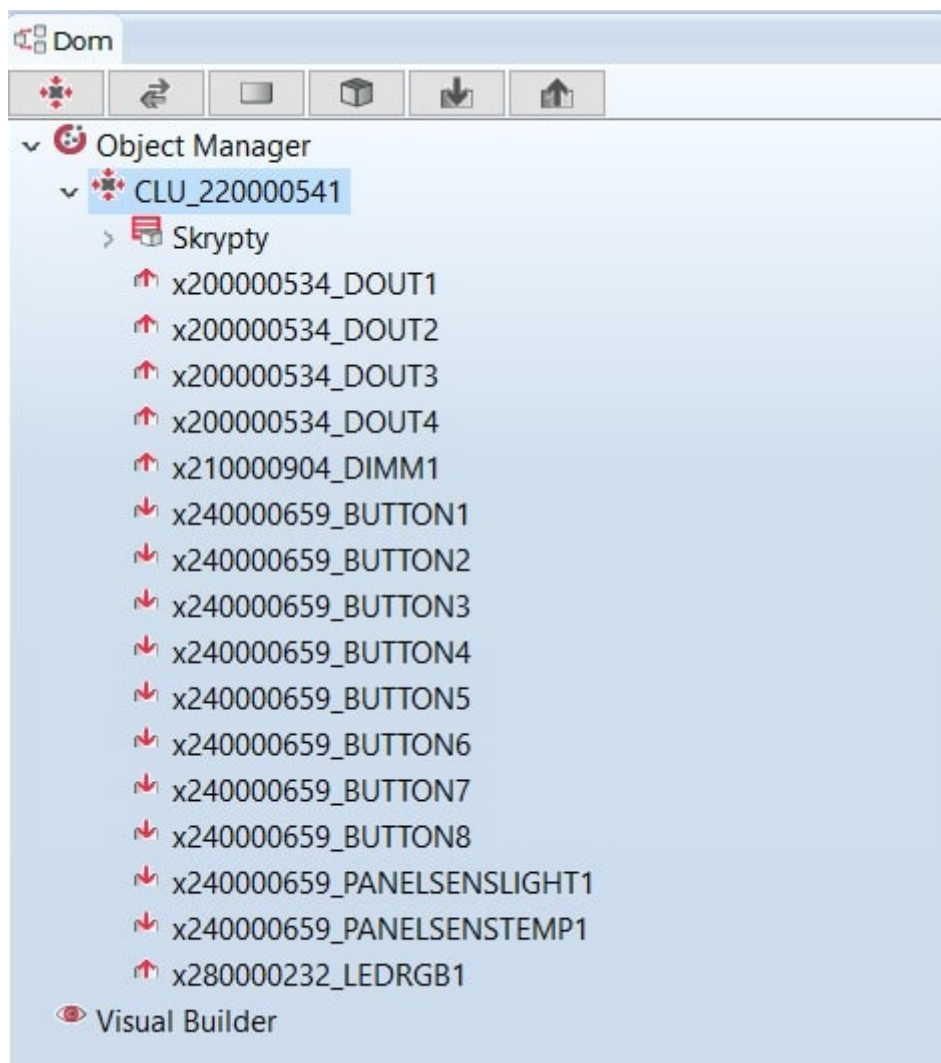 Dom
Object Manager
CLU_220000541
Skrypty
x200000534_DOUT1
x200000534_DOUT2
x200000534_DOUT3
x200000534_DOUT4
x210000904_DIMM1
x240000659_BUTTON1
x240000659_BUTTON2
x240000659_BUTTON3
x240000659_BUTTON4
x240000659_BUTTON5
x240000659_BUTTON6
x240000659_BUTTON7
x240000659_BUTTON8
x240000659_PANELSENSLIGHT1
x240000659_PANELSENSTEMP1
x280000232_LEDRGB1
Visual Builder